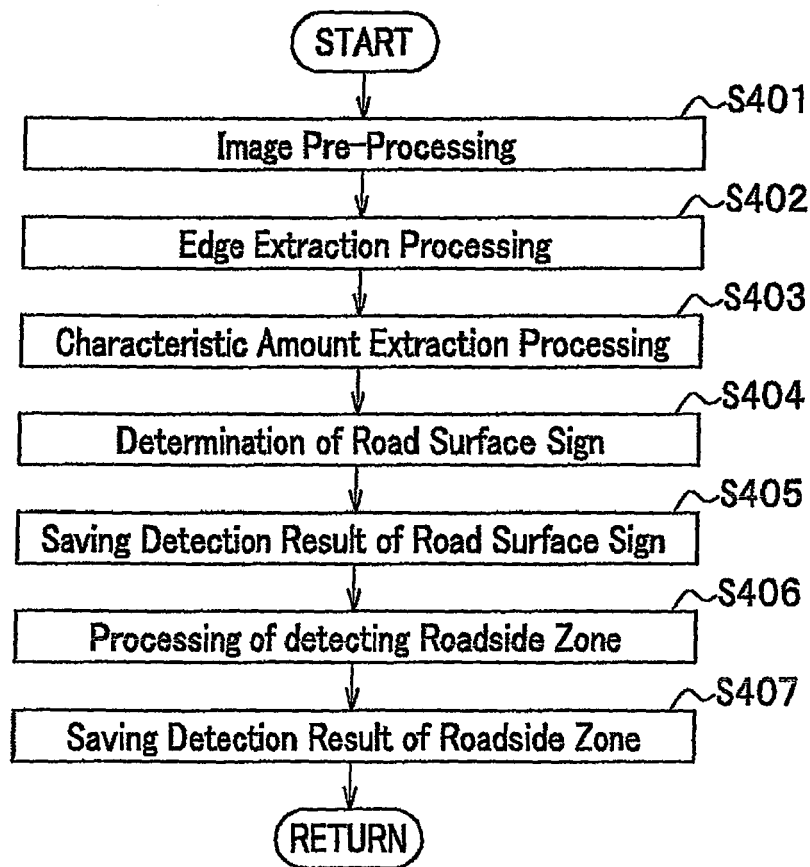 START
S401
Image Pre-Processing
S402
Edge Extraction Processing
S403
Characteristic Amount Extraction Processing
S404
Determination of Road Surface Sign
S405
Saving Detection Result of Road Surface Sign
S406
Processing of detecting Roadside Zone
S407
Saving Detection Result of Roadside Zone
RETURN